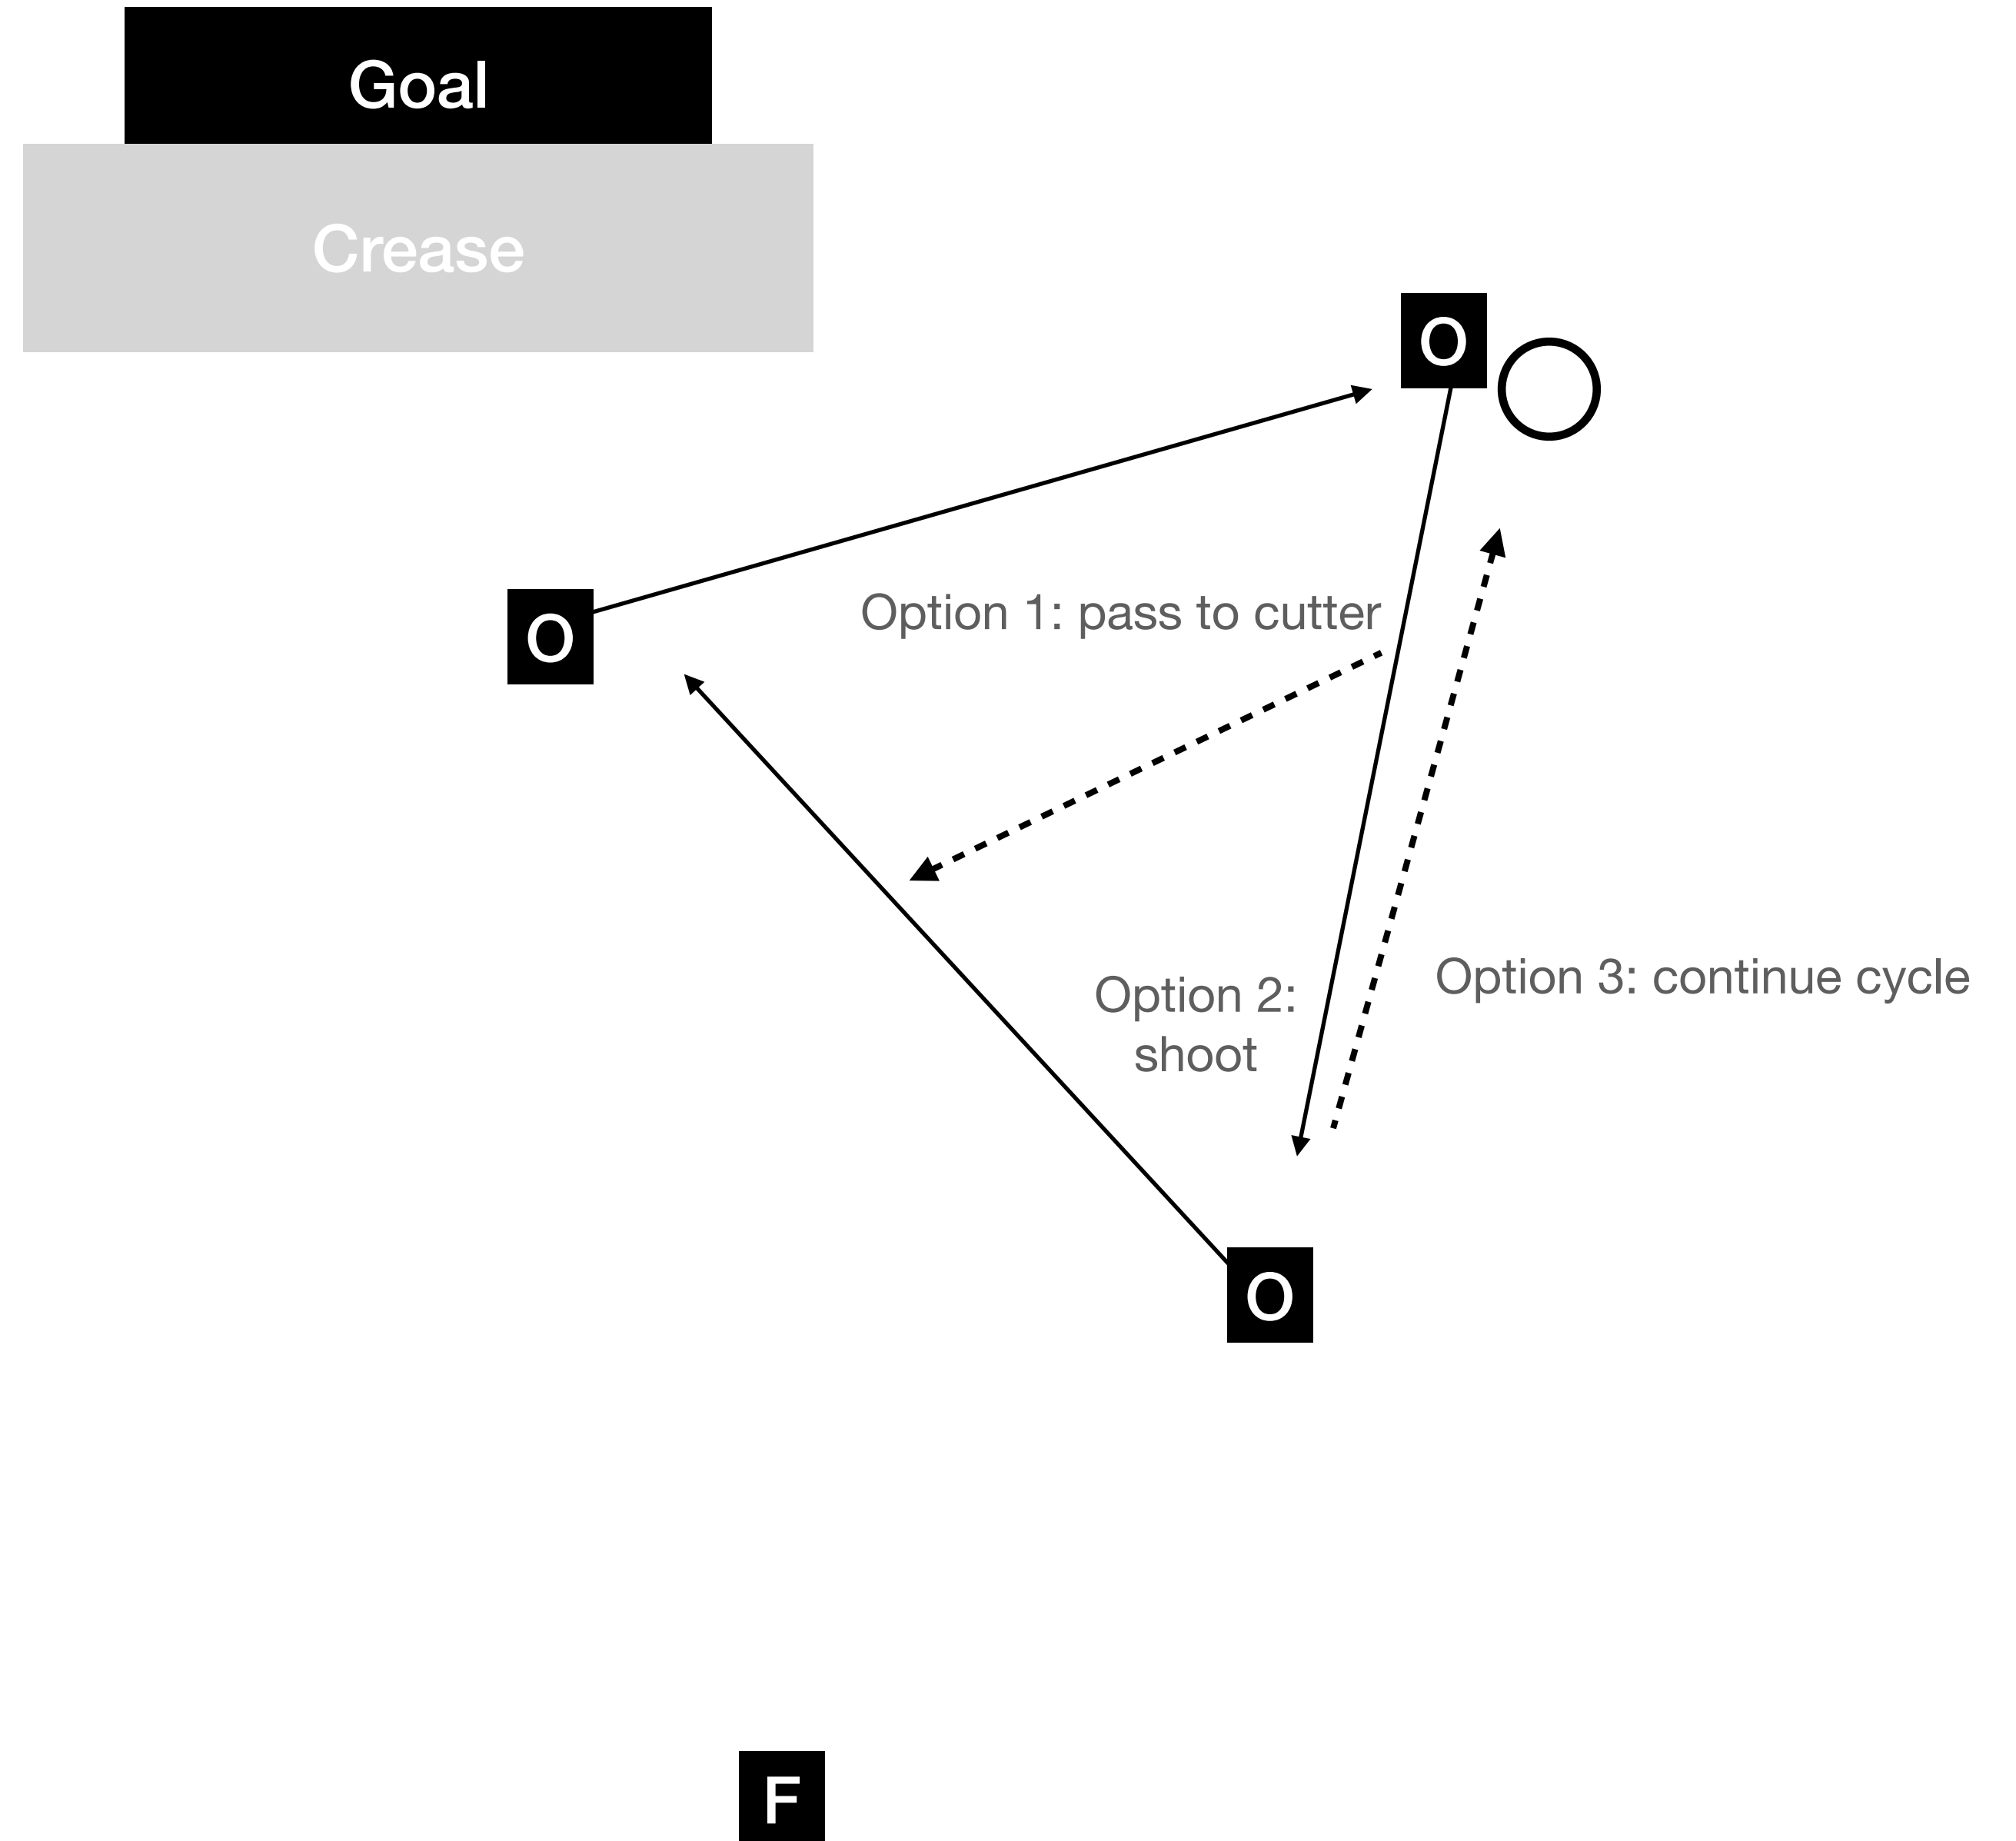 Goal
Crease
O
O
Option 1: pass to cutter
Option 2:
shoot
Option 3: continue cycle
O
F